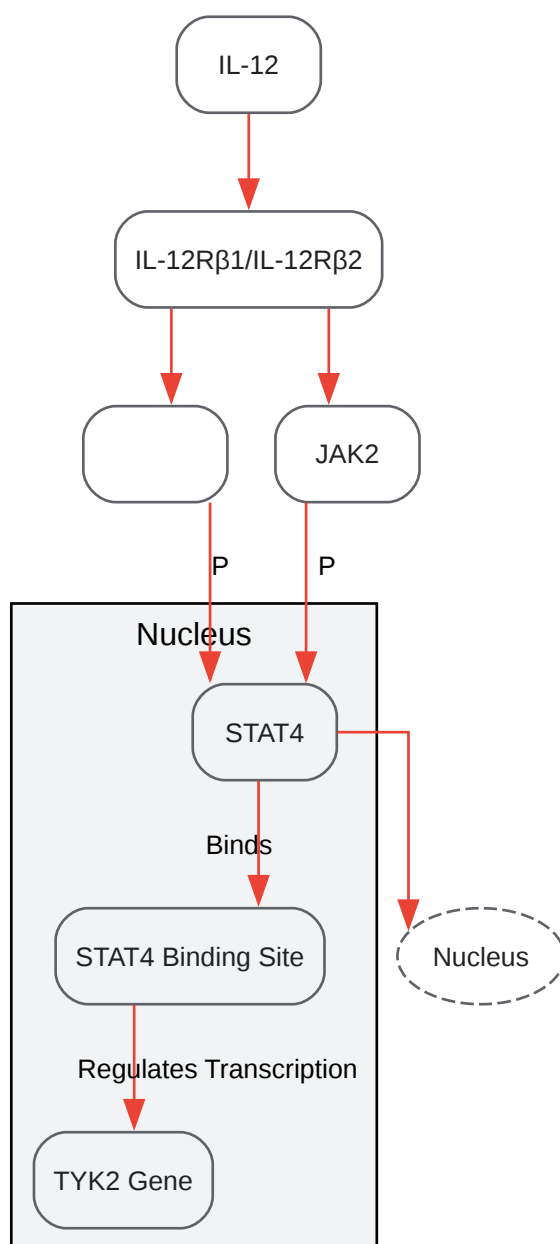 IL-12
IL-12Rβ1/IL-12Rβ2
JAK2
P
P
Nucleus
STAT4
Binds
STAT4 Binding Site
Nucleus
Regulates Transcription
TYK2 Gene